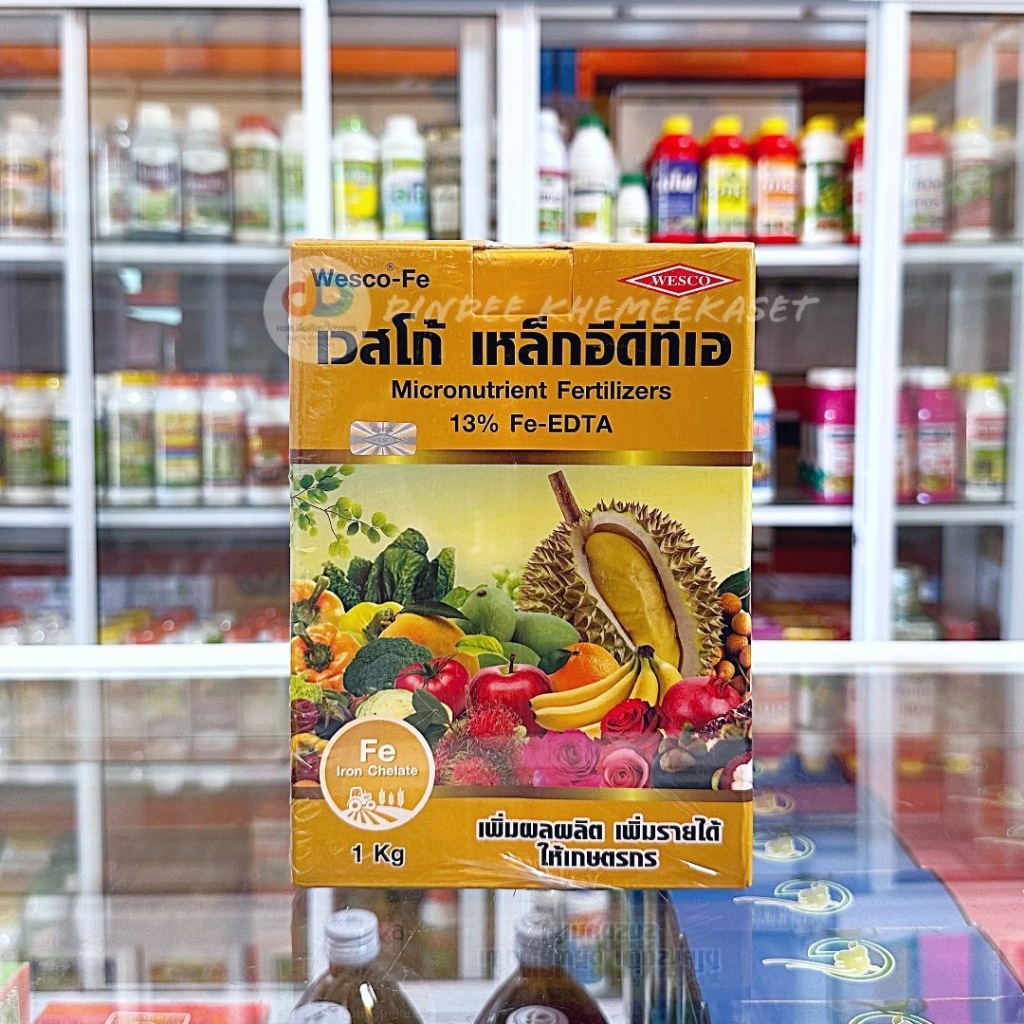 Wesco®-Fe
WESCO
DINDEE KHEMEEKASET
เวสโก้ เหล็กอีดีทีเอ
Micronutrient Fertilizers
13% Fe-EDTA
WESCO
Fe
Iron Chelate
1 Kg
เพิ่มผลผลิต เพิ่มรายได้
ให้เกษตรกร